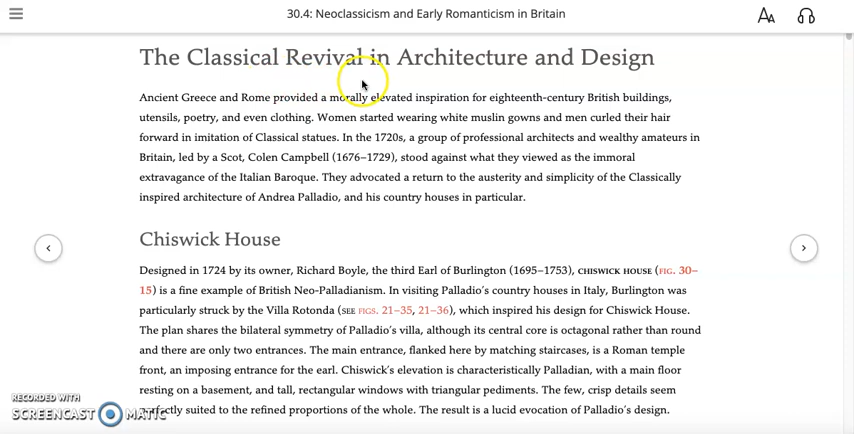 30.4: Neoclassicism and Early Romanticism in Britain
The Classical Revival in Architecture and Design
Ancient Greece and Rome provided a morally elevated inspiration for eighteenth-century British buildings,
utensils, poetry, and even clothing. Women started wearing white muslin gowns and men curled their hair
forward in imitation of Classical statues. In the 1720s, a group of professional architects and wealthy amateurs in
Britain, led by a Scot, Colen Campbell (1676–1729), stood against what they viewed as the immoral
extravagance of the Italian Baroque. They advocated a return to the austerity and simplicity of the Classically
inspired architecture of Andrea Palladio, and his country houses in particular.
Chiswick House
Designed in 1724 by its owner, Richard Boyle, the third Earl of Burlington (1695–1753), CHISWICK HOUSE (FIG. 30–
15) is a fine example of British Neo-Palladianism. In visiting Palladio's country houses in Italy, Burlington was
particularly struck by the Villa Rotonda (SEE FIGS. 21–35, 21–36), which inspired his design for Chiswick House.
The plan shares the bilateral symmetry of Palladio's villa, although its central core is octagonal rather than round
and there are only two entrances. The main entrance, flanked here by matching staircases, is a Roman temple
front, an imposing entrance for the earl. Chiswick's elevation is characteristically Palladian, with a main floor
resting on a basement, and tall, rectangular windows with triangular pediments. The few, crisp details seem
perfectly suited to the refined proportions of the whole. The result is a lucid evocation of Palladio's design.
RECORDED WITH
SCREENCAST MATIC